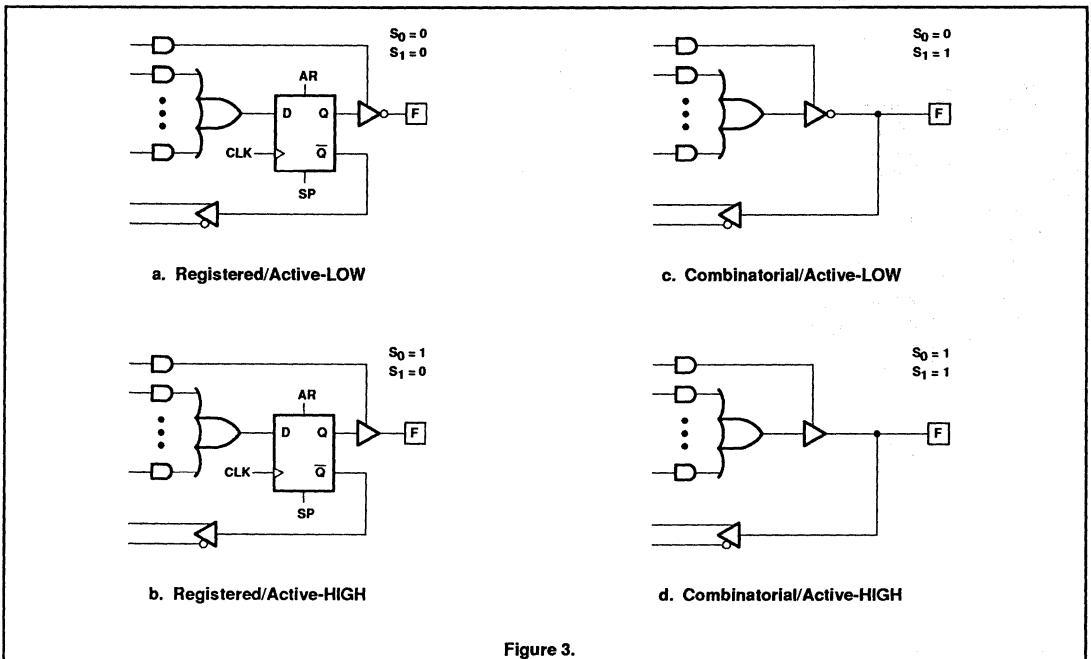 S0 = 0
S1 = 0
AR
D Q
F
CLK
Q̅
SP
a. Registered/Active-LOW
S0 = 0
S1 = 1
F
c. Combinatorial/Active-LOW
S0 = 1
S1 = 0
AR
D Q
F
CLK
Q̅
SP
b. Registered/Active-HIGH
S0 = 1
S1 = 1
F
d. Combinatorial/Active-HIGH
Figure 3.